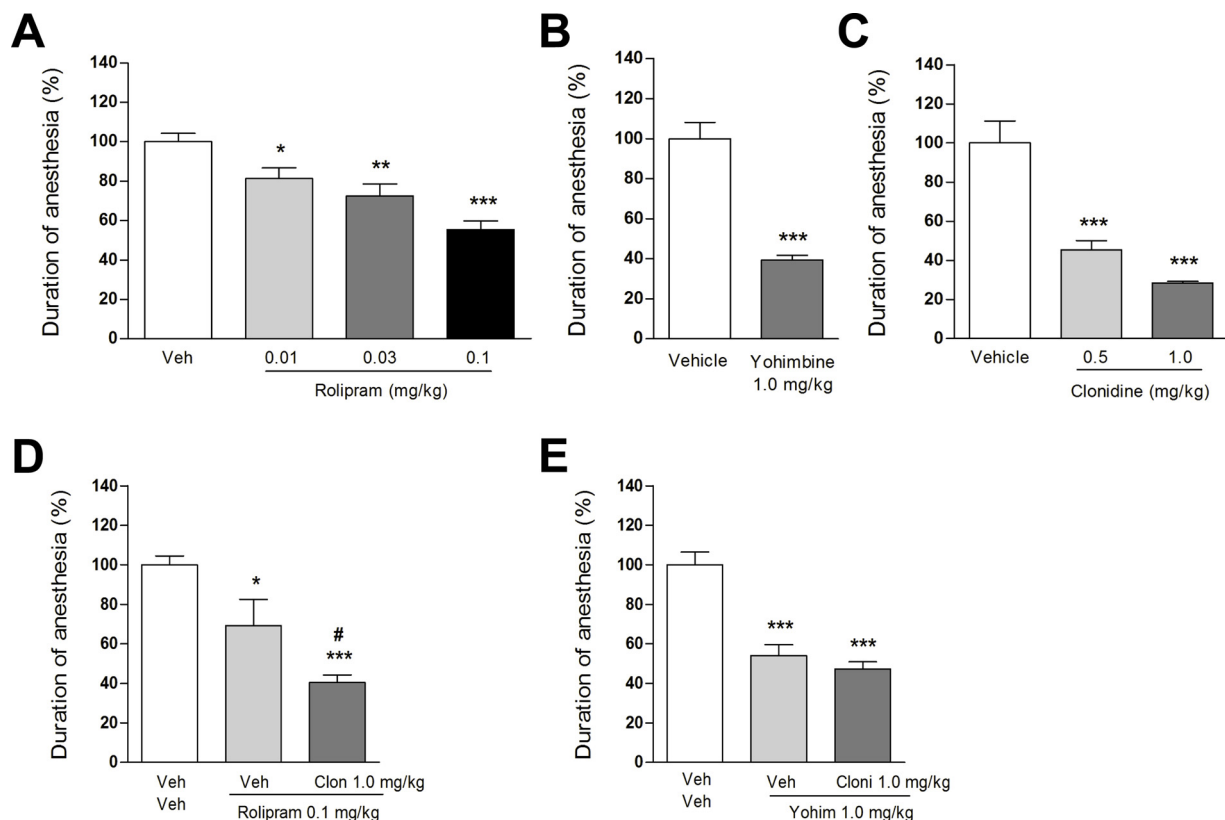 A
Duration of anesthesia (%)
140
120
100
80
60
40
20
0
*
**
***
Veh
0.01
0.03
0.1
Rolipram (mg/kg)
B
Duration of anesthesia (%)
140
120
100
80
60
40
20
0
***
Vehicle
Yohimbine
1.0 mg/kg
C
Duration of anesthesia (%)
140
120
100
80
60
40
20
0
***
***
Vehicle
0.5
1.0
Clonidine (mg/kg)
D
Duration of anesthesia (%)
140
120
100
80
60
40
20
0
*
#
***
Veh
Veh
Veh
Clon 1.0 mg/kg
Rolipram 0.1 mg/kg
E
Duration of anesthesia (%)
140
120
100
80
60
40
20
0
***
***
Veh
Veh
Veh
Cloni 1.0 mg/kg
Yohim 1.0 mg/kg